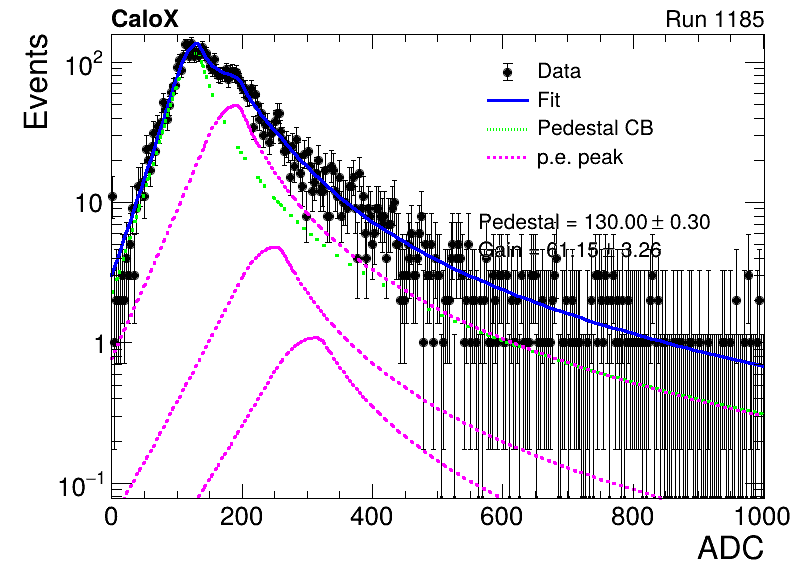 CaloX Run 1185
Events
Data
Fit
Pedestal CB
p.e. peak
Pedestal = 130.00 ± 0.30
Gain = 61.15 ± 3.26
10²
10
1
10⁻¹
0 200 400 600 800 1000
ADC